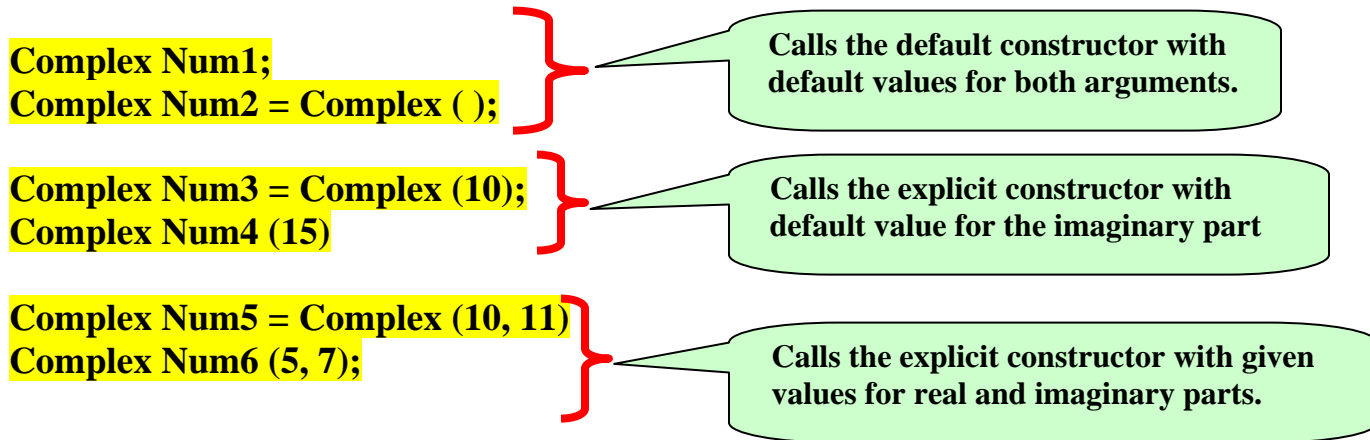 Complex Num1;
Complex Num2 = Complex ( );
Calls the default constructor with
default values for both arguments.
Complex Num3 = Complex (10);
Complex Num4 (15)
Calls the explicit constructor with
default value for the imaginary part
Complex Num5 = Complex (10, 11)
Complex Num6 (5, 7);
Calls the explicit constructor with given
values for real and imaginary parts.